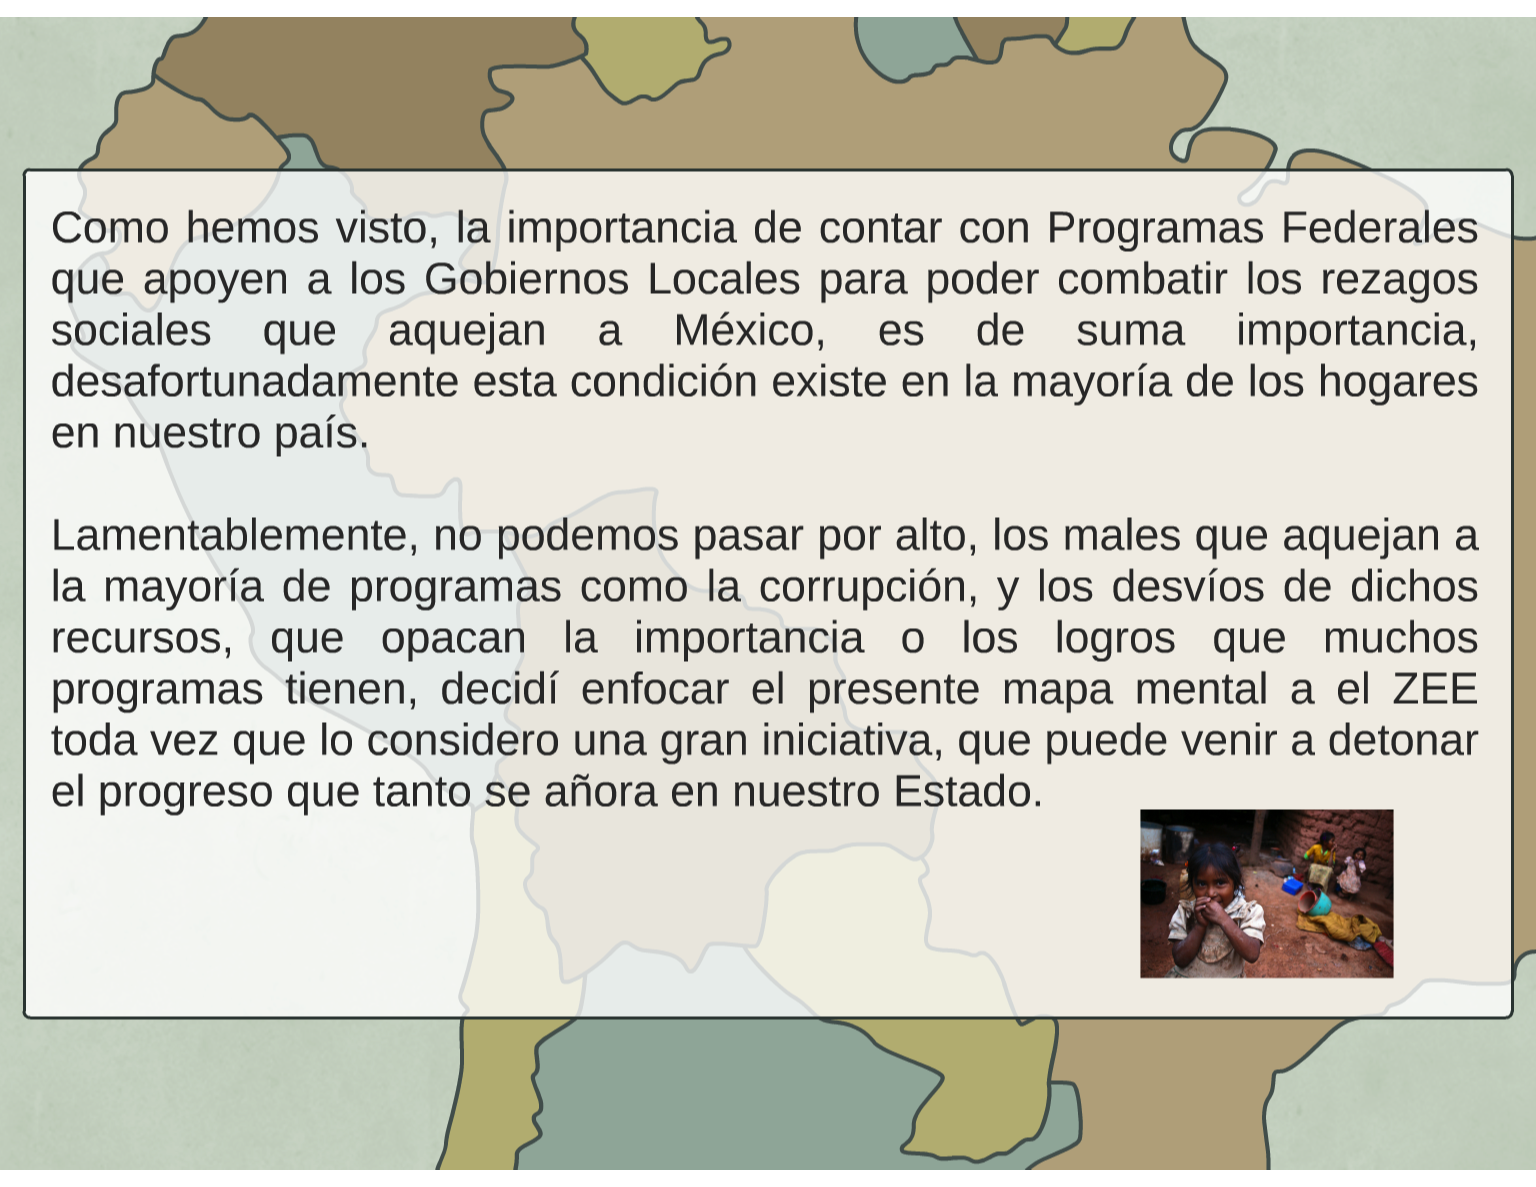 Como hemos visto, la importancia de contar con Programas Federales
que apoyen a los Gobiernos Locales para poder combatir los rezagos
sociales que aquejan a México, es de suma importancia,
desafortunadamente esta condición existe en la mayoría de los hogares
en nuestro país.
Lamentablemente, no podemos pasar por alto, los males que aquejan a
la mayoría de programas como la corrupción, y los desvíos de dichos
recursos, que opacan la importancia o los logros que muchos
programas tienen, decidí enfocar el presente mapa mental a el ZEE
toda vez que lo considero una gran iniciativa, que puede venir a detonar
el progreso que tanto se añora en nuestro Estado.